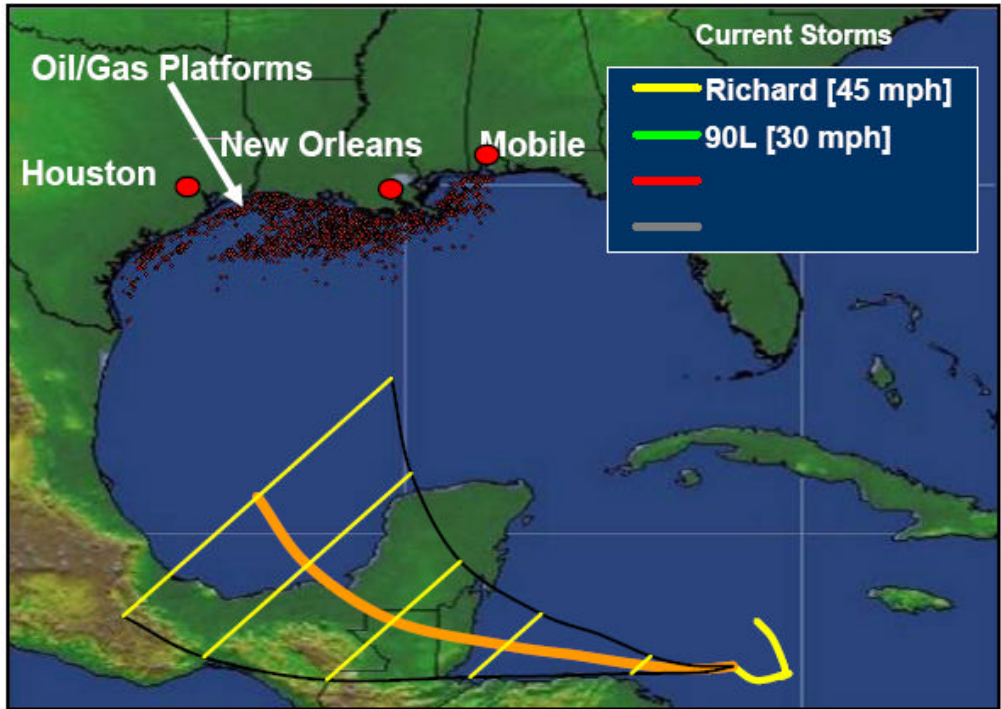 Current Storms
Oil/Gas Platforms
Richard [45 mph]
90L [30 mph]
New Orleans
Mobile
Houston